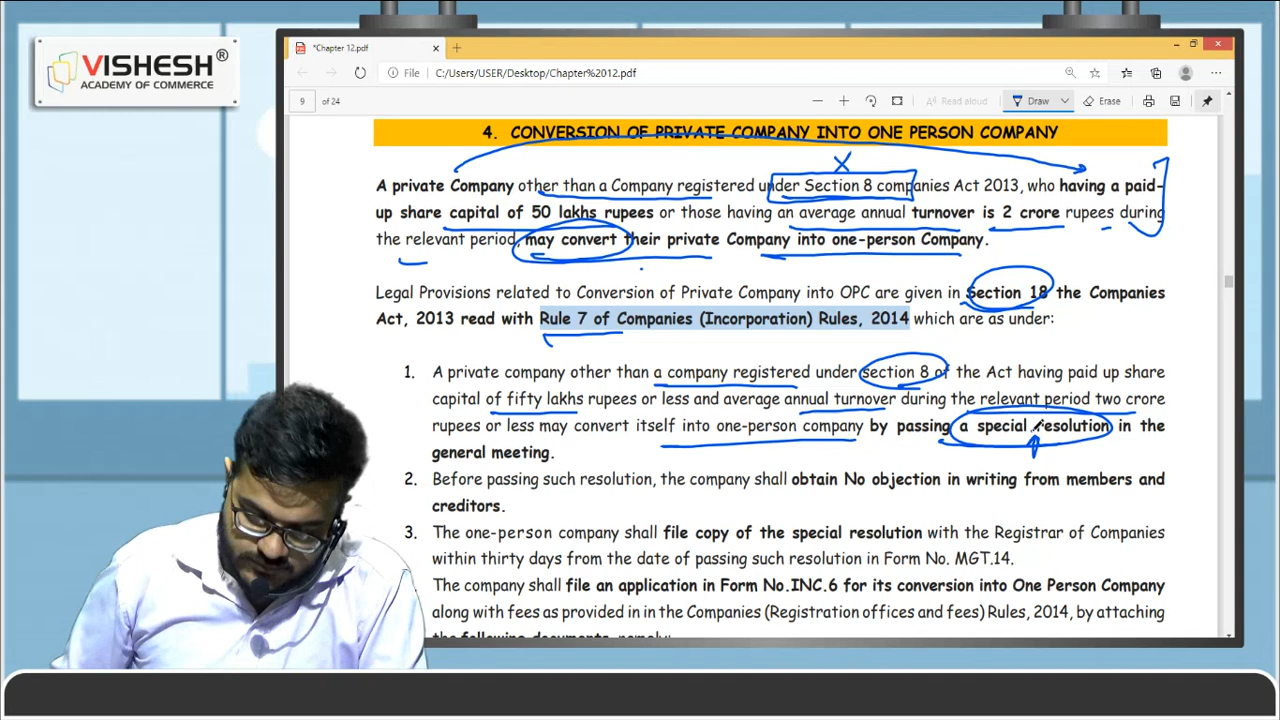 VISHESH®
ACADEMY OF COMMERCE
*Chapter 12.pdf
File C:/Users/USER/Desktop/Chapter%2012.pdf
9 of 24 Read aloud Draw Erase
4. CONVERSION OF PRIVATE COMPANY INTO ONE PERSON COMPANY
A private Company other than a Company registered under Section 8 companies Act 2013, who having a paid-
up share capital of 50 lakhs rupees or those having an average annual turnover is 2 crore rupees during
the relevant period, may convert their private Company into one-person Company.
Legal Provisions related to Conversion of Private Company into OPC are given in Section 18 the Companies
Act, 2013 read with Rule 7 of Companies (Incorporation) Rules, 2014 which are as under:
1. A private company other than a company registered under section 8 of the Act having paid up share
capital of fifty lakhs rupees or less and average annual turnover during the relevant period two crore
rupees or less may convert itself into one-person company by passing a special resolution in the
general meeting.
2. Before passing such resolution, the company shall obtain No objection in writing from members and
creditors.
3. The one-person company shall file copy of the special resolution with the Registrar of Companies
within thirty days from the date of passing such resolution in Form No. MGT.14.
The company shall file an application in Form No.INC.6 for its conversion into One Person Company
along with fees as provided in in the Companies (Registration offices and fees) Rules, 2014, by attaching
the following documents, namely: